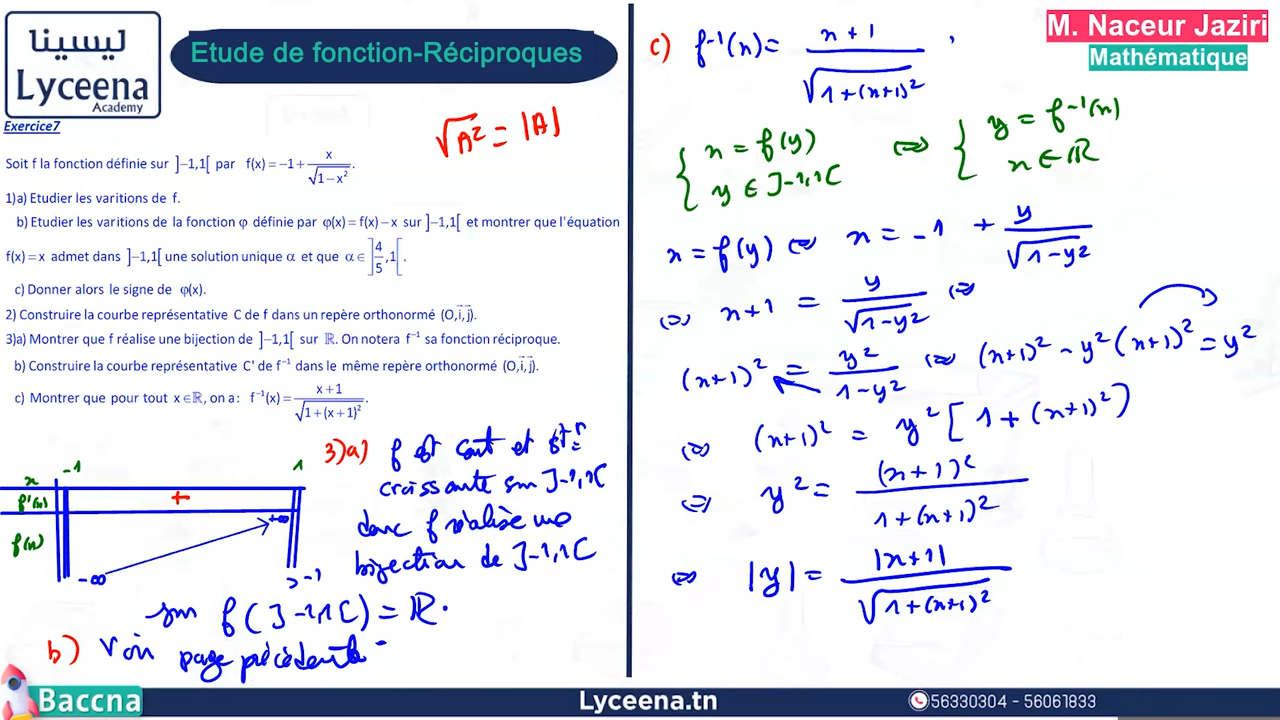 ليسينا
Lyceena
Academy
Etude de fonction-Réciproques
M. Naceur Jaziri
Mathématique
Exercice7
√A² = |A|
Soit f la fonction définie sur ]−1,1[ par f(x) = −1 + x/√(1−x²).
1)a) Etudier les varitions de f.
b) Etudier les varitions de la fonction φ définie par φ(x) = f(x) − x sur ]−1,1[ et montrer que l'équation
f(x) = x admet dans ]−1,1[ une solution unique α et que α ∈ ]4/5, 1[.
c) Donner alors le signe de φ(x).
2) Construire la courbe représentative C de f dans un repère orthonormé (O,i⃗,j⃗).
3)a) Montrer que f réalise une bijection de ]−1,1[ sur ℝ. On notera f⁻¹ sa fonction réciproque.
b) Construire la courbe représentative C' de f⁻¹ dans le même repère orthonormé (O,i⃗,j⃗).
c) Montrer que pour tout x ∈ ℝ, on a : f⁻¹(x) = (x+1)/√(1+(x+1)²).
x -1 1
f'(x) +
f(x) -∞ +∞
> -1
3)a) f est cont et st
croissante sur ]-1,1[
donc f réalise une
bijection de ]-1,1[
sur f(]-1,1[) = ℝ.
b) Voir page précédente
c) f⁻¹(x) = (x+1)/√(1+(x+1)²) ,
{ x = f(y) ⇔ { y = f⁻¹(x)
y ∈ ]-1,1[ x ∈ ℝ
x = f(y) ⇔ x = -1 + y/√(1-y²)
⇔ x+1 = y/√(1-y²) ⇔
(x+1)² = y²/(1-y²) ⇔ (x+1)² - y²(x+1)² = y²
⇔ (x+1)² = y² [1 + (x+1)²)
⇔ y² = (x+1)²/(1+(x+1)²)
⇔ |y| = |x+1|/√(1+(x+1)²)
Baccna
Lyceena.tn
56330304 - 56061833